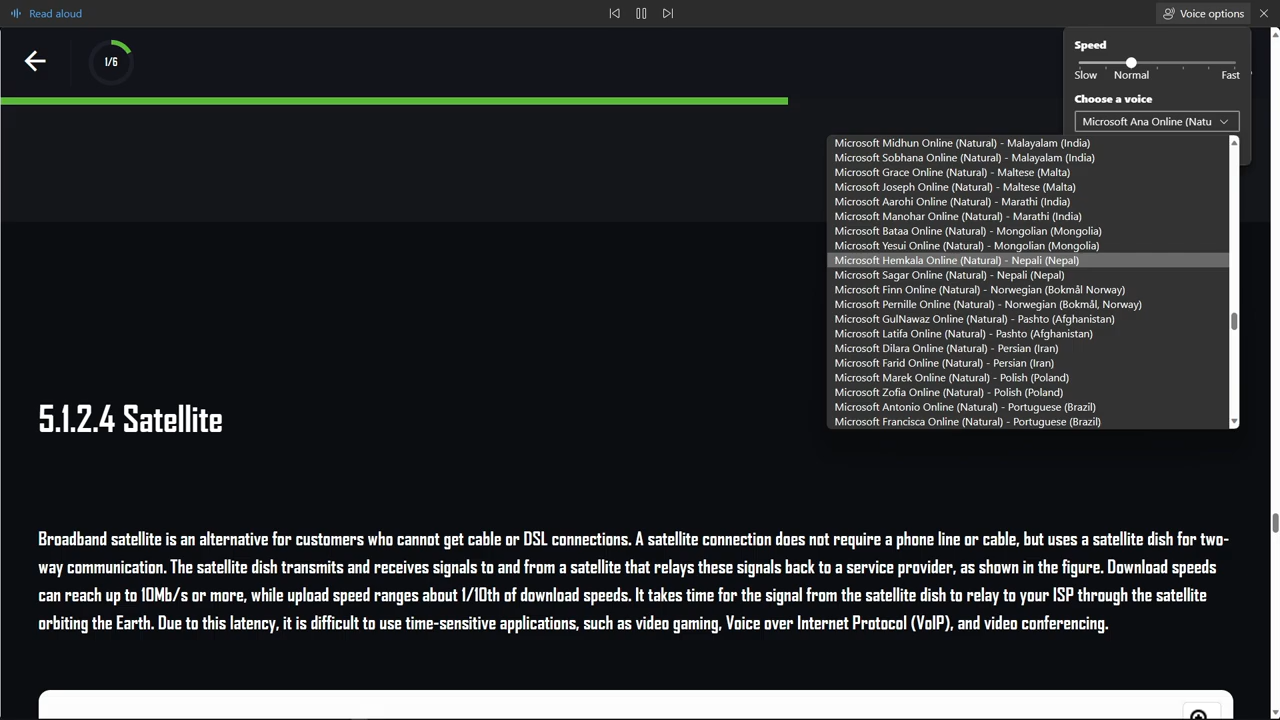 Read aloud
Voice options
Speed
Slow
Normal
Fast
1/6
Choose a voice
Microsoft Ana Online (Natu
Microsoft Midhun Online (Natural) - Malayalam (India)
Microsoft Sobhana Online (Natural) - Malayalam (India)
Microsoft Grace Online (Natural) - Maltese (Malta)
Microsoft Joseph Online (Natural) - Maltese (Malta)
Microsoft Aarohi Online (Natural) - Marathi (India)
Microsoft Manohar Online (Natural) - Marathi (India)
Microsoft Bataa Online (Natural) - Mongolian (Mongolia)
Microsoft Yesui Online (Natural) - Mongolian (Mongolia)
Microsoft Hemkala Online (Natural) - Nepali (Nepal)
Microsoft Sagar Online (Natural) - Nepali (Nepal)
Microsoft Finn Online (Natural) - Norwegian (Bokmål Norway)
Microsoft Pernille Online (Natural) - Norwegian (Bokmål, Norway)
Microsoft GulNawaz Online (Natural) - Pashto (Afghanistan)
Microsoft Latifa Online (Natural) - Pashto (Afghanistan)
Microsoft Dilara Online (Natural) - Persian (Iran)
Microsoft Farid Online (Natural) - Persian (Iran)
Microsoft Marek Online (Natural) - Polish (Poland)
Microsoft Zofia Online (Natural) - Polish (Poland)
Microsoft Antonio Online (Natural) - Portuguese (Brazil)
Microsoft Francisca Online (Natural) - Portuguese (Brazil)
5.1.2.4 Satellite
Broadband satellite is an alternative for customers who cannot get cable or DSL connections. A satellite connection does not require a phone line or cable, but uses a satellite dish for two-
way communication. The satellite dish transmits and receives signals to and from a satellite that relays these signals back to a service provider, as shown in the figure. Download speeds
can reach up to 10Mb/s or more, while upload speed ranges about 1/10th of download speeds. It takes time for the signal from the satellite dish to relay to your ISP through the satellite
orbiting the Earth. Due to this latency, it is difficult to use time-sensitive applications, such as video gaming, Voice over Internet Protocol (VoIP), and video conferencing.